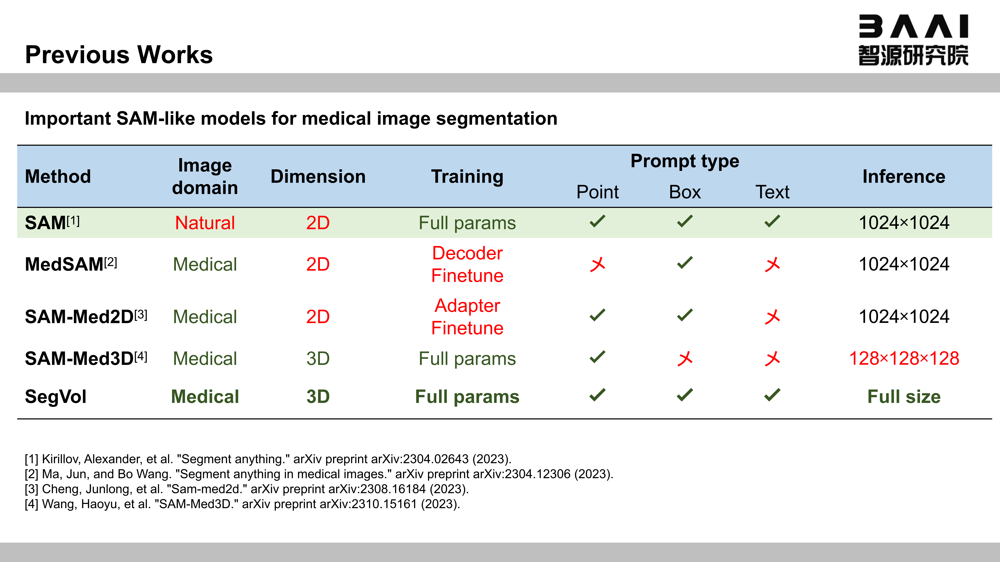 BAAI
智源研究院
Previous Works
Important SAM-like models for medical image segmentation
Method Image domain Dimension Training Prompt type Inference
Point Box Text
SAM[1] Natural 2D Full params ✓ ✓ ✓ 1024×1024
MedSAM[2] Medical 2D Decoder Finetune メ ✓ メ 1024×1024
SAM-Med2D[3] Medical 2D Adapter Finetune ✓ ✓ メ 1024×1024
SAM-Med3D[4] Medical 3D Full params ✓ メ メ 128×128×128
SegVol Medical 3D Full params ✓ ✓ ✓ Full size
[1] Kirillov, Alexander, et al. "Segment anything." arXiv preprint arXiv:2304.02643 (2023).
[2] Ma, Jun, and Bo Wang. "Segment anything in medical images." arXiv preprint arXiv:2304.12306 (2023).
[3] Cheng, Junlong, et al. "Sam-med2d." arXiv preprint arXiv:2308.16184 (2023).
[4] Wang, Haoyu, et al. "SAM-Med3D." arXiv preprint arXiv:2310.15161 (2023).